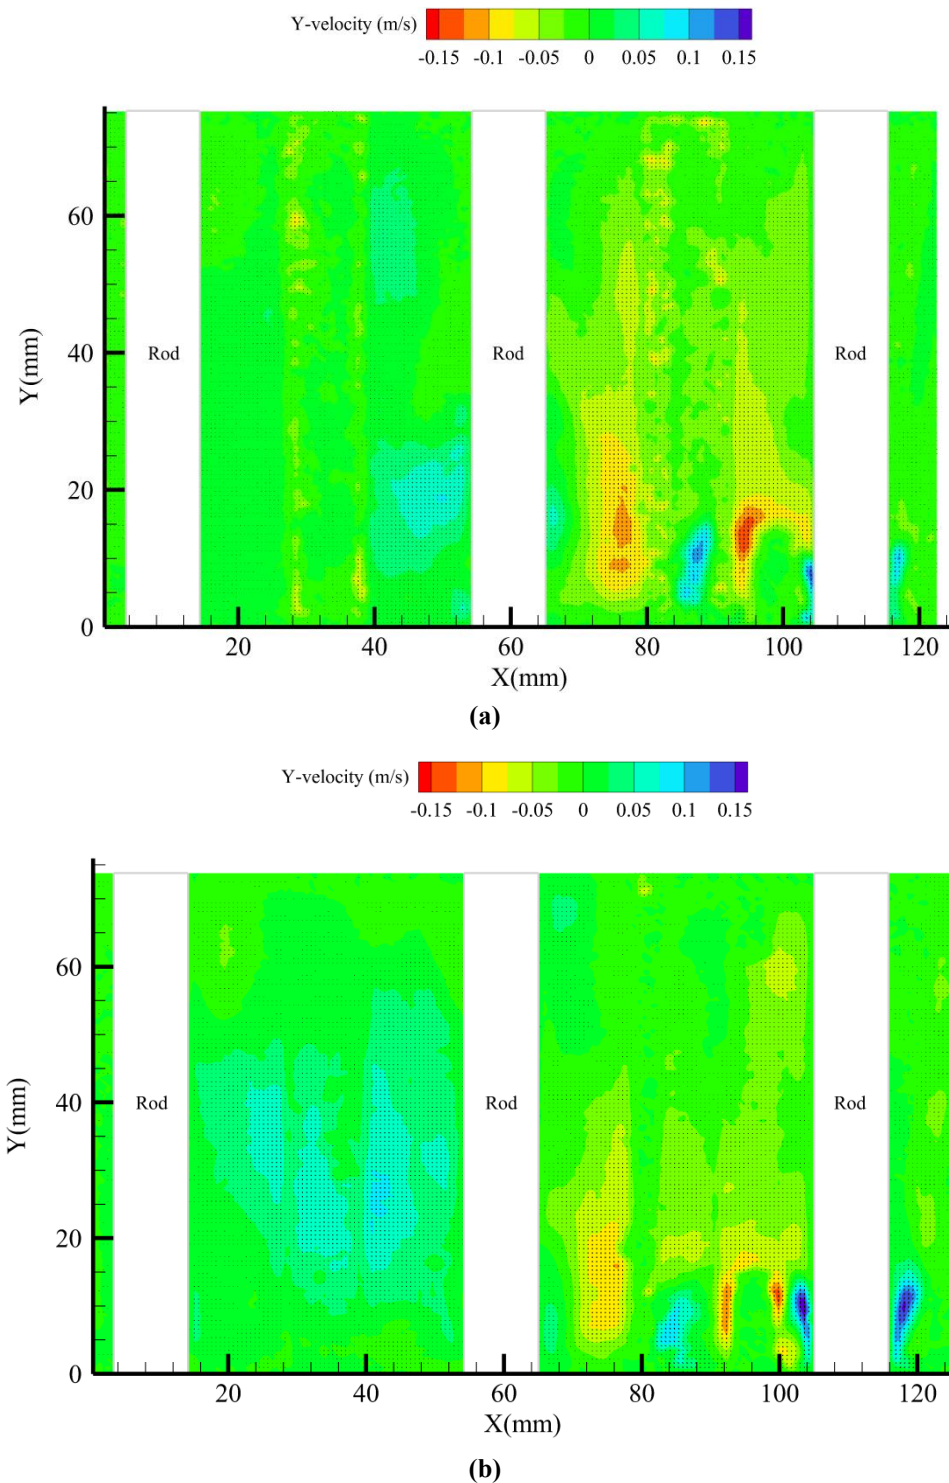 Y-velocity (m/s)
-0.15 -0.1 -0.05 0 0.05 0.1 0.15
Y(mm)
60
40
20
0
Rod Rod Rod
20 40 60 80 100 120
X(mm)
(a)
Y-velocity (m/s)
-0.15 -0.1 -0.05 0 0.05 0.1 0.15
Y(mm)
60
40
20
0
Rod Rod Rod
20 40 60 80 100 120
X(mm)
(b)